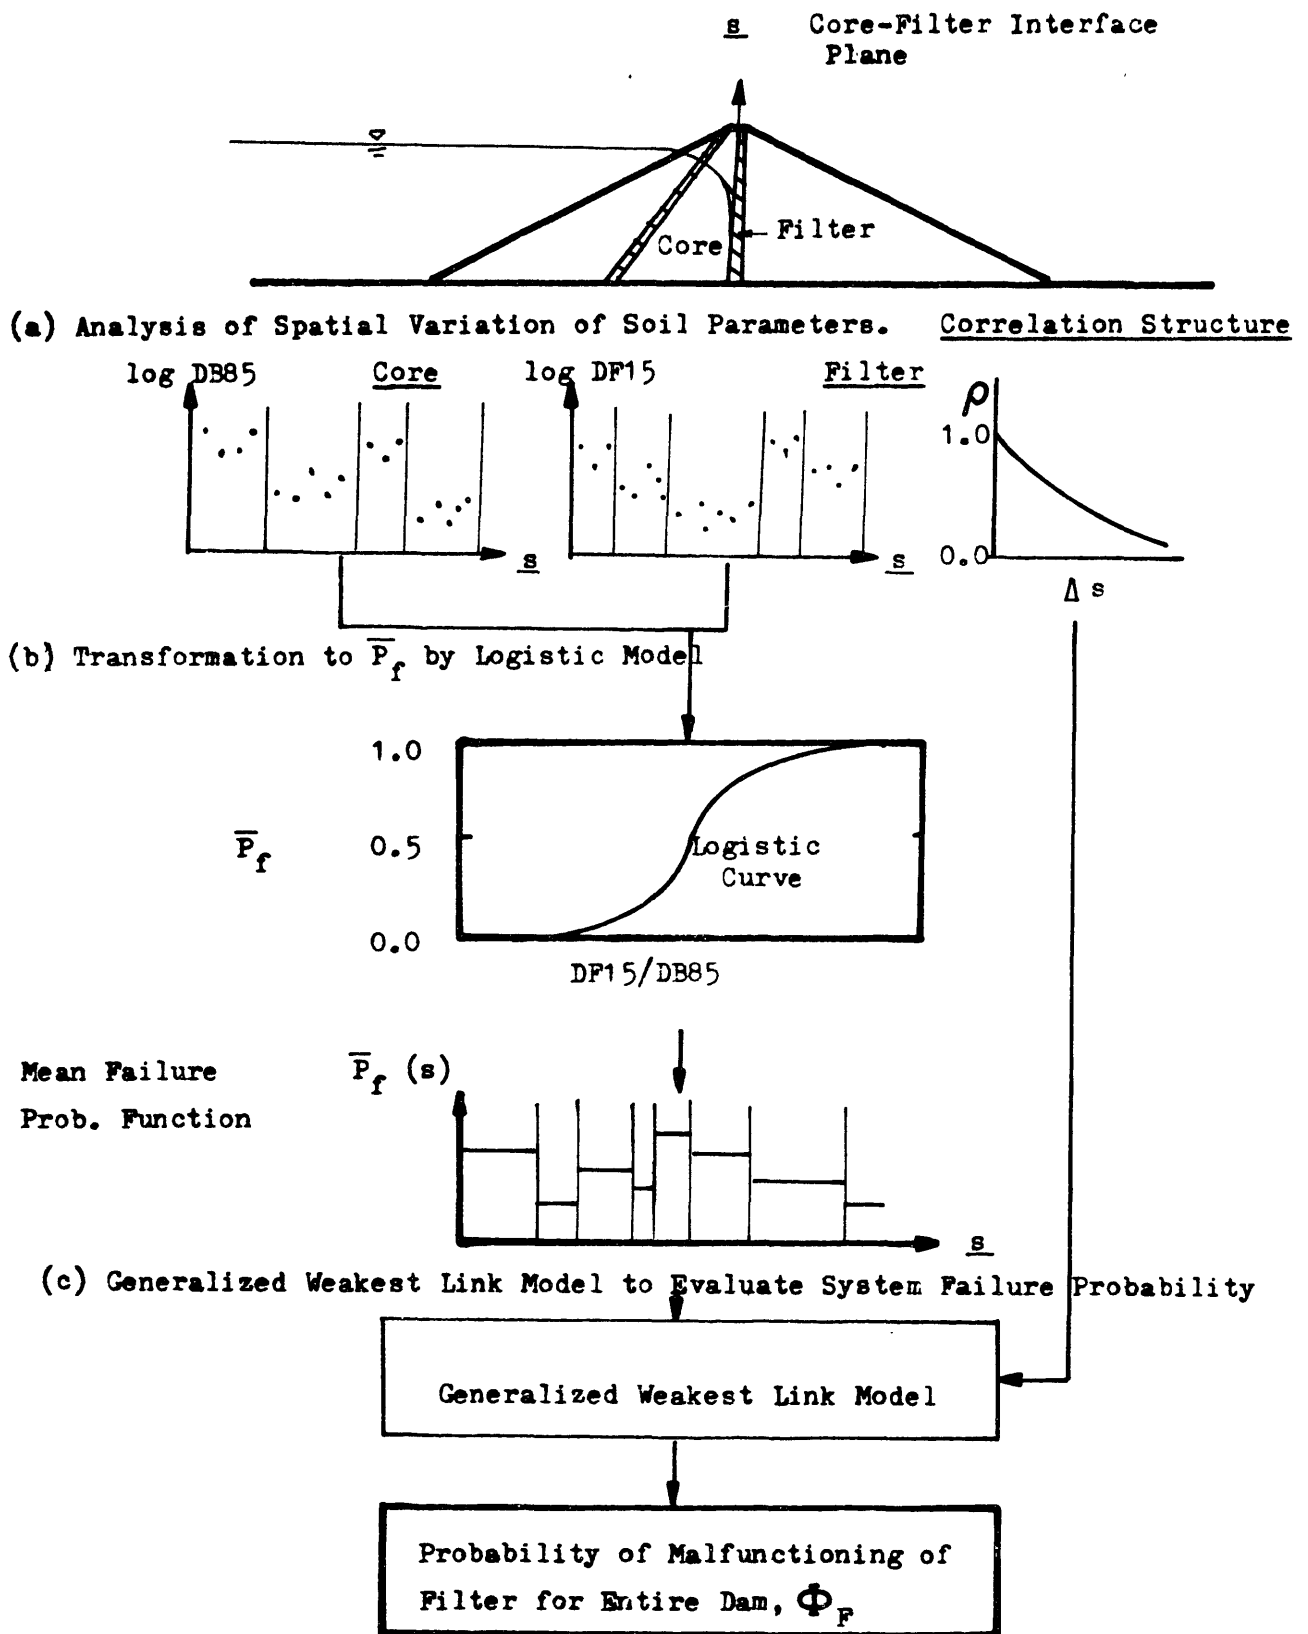 s Core-Filter Interface
Plane
Filter
Core
(a) Analysis of Spatial Variation of Soil Parameters. Correlation Structure
log DB85 Core log DF15 Filter
ρ
1.0
0.0
s s
Δ s
(b) Transformation to P̅f by Logistic Model
1.0
P̅f 0.5 Logistic
Curve
0.0
DF15/DB85
Mean Failure P̅f (s)
Prob. Function
s
(c) Generalized Weakest Link Model to Evaluate System Failure Probability
Generalized Weakest Link Model
Probability of Malfunctioning of
Filter for Entire Dam, ΦF